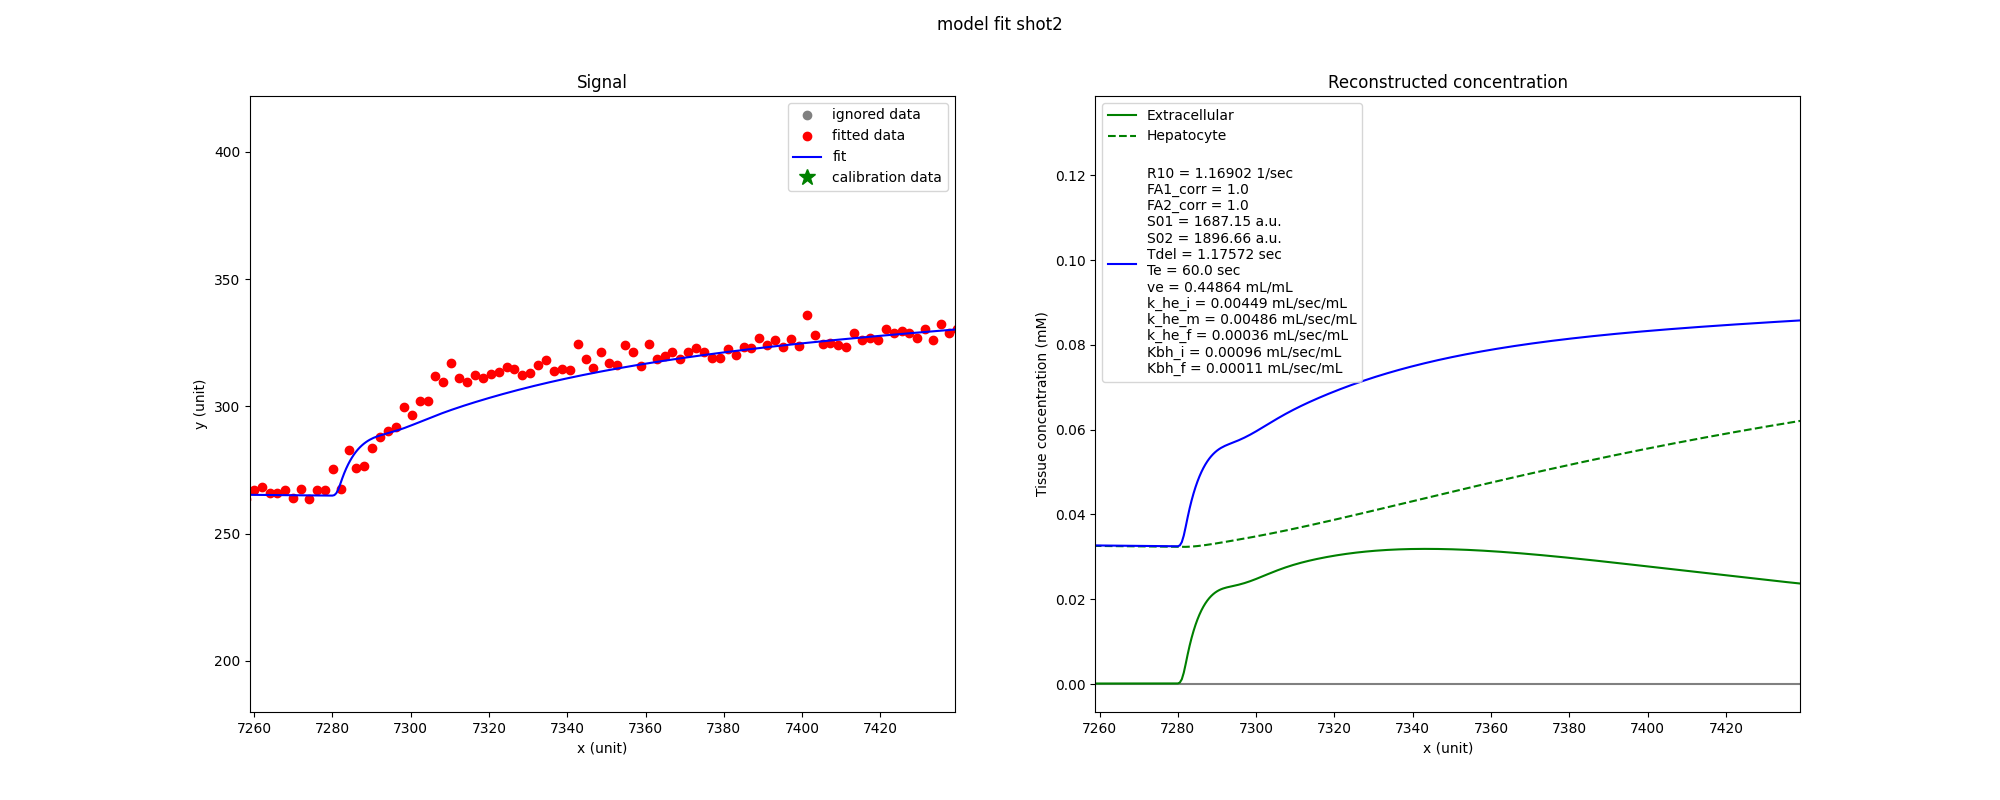 model fit shot2
Signal
y (unit)
400
350
300
250
200
ignored data
fitted data
fit
calibration data
7260 7280 7300 7320 7340 7360 7380 7400 7420
x (unit)
Reconstructed concentration
Tissue concentration (mM)
0.12
0.10
0.08
0.06
0.04
0.02
0.00
Extracellular
Hepatocyte
R10 = 1.16902 1/sec
FA1_corr = 1.0
FA2_corr = 1.0
S01 = 1687.15 a.u.
S02 = 1896.66 a.u.
Tdel = 1.17572 sec
Te = 60.0 sec
ve = 0.44864 mL/mL
k_he_i = 0.00449 mL/sec/mL
k_he_m = 0.00486 mL/sec/mL
k_he_f = 0.00036 mL/sec/mL
Kbh_i = 0.00096 mL/sec/mL
Kbh_f = 0.00011 mL/sec/mL
7260 7280 7300 7320 7340 7360 7380 7400 7420
x (unit)